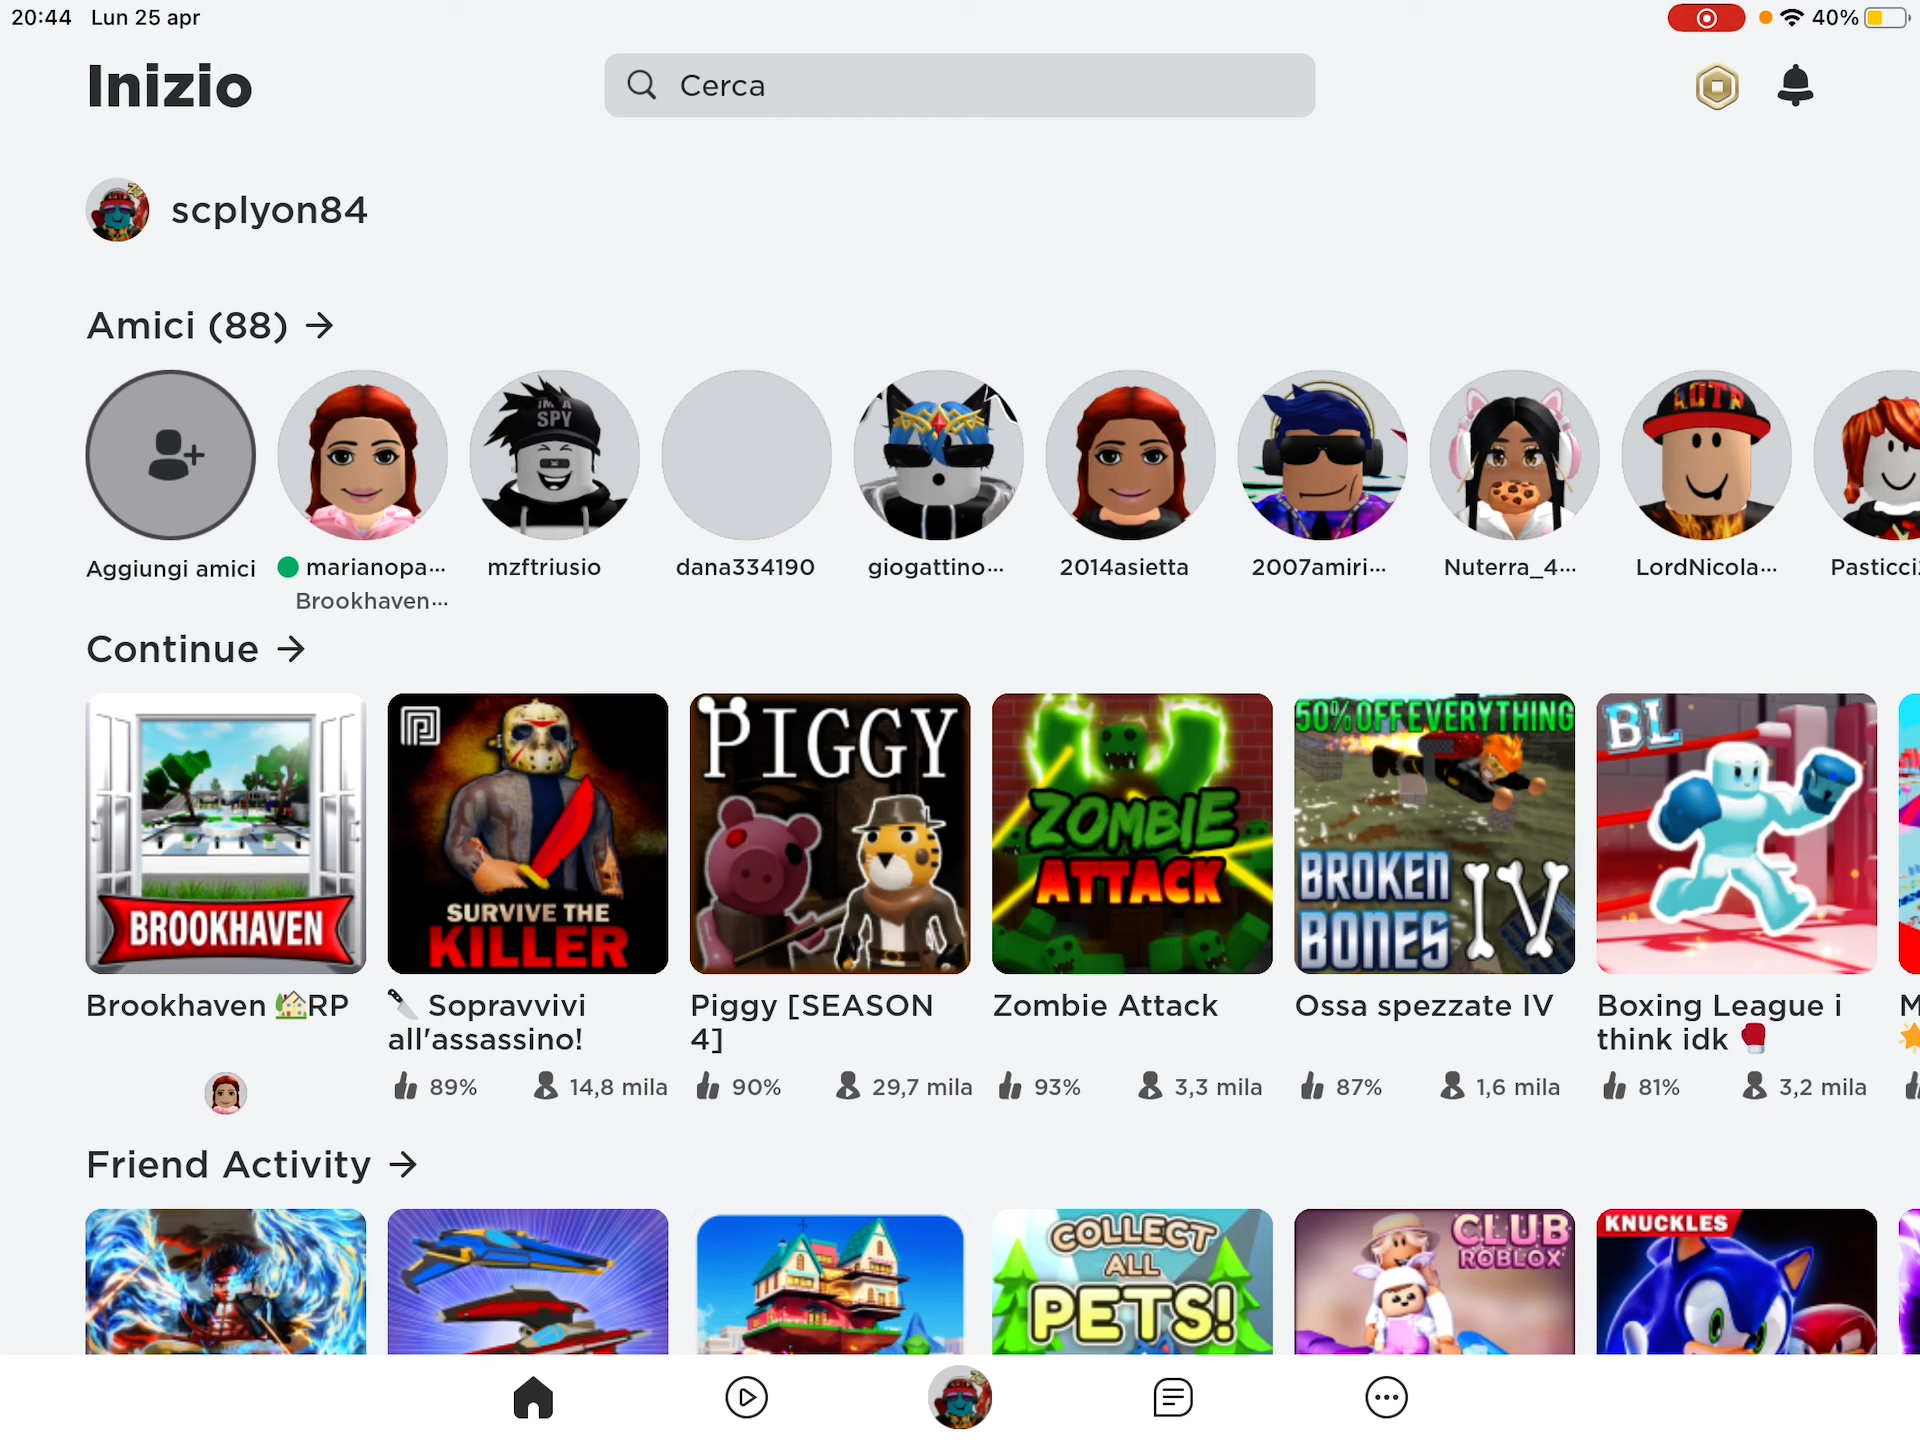 20:44 Lun 25 apr
40%
Inizio
Cerca
scplyon84
Amici (88) →
IM A
SPY
AOTR
Aggiungi amici
marianopa...
mzftriusio
dana334190
giogattino...
2014asietta
2007amiri...
Nuterra_4...
LordNicola...
Brookhaven...
Continue →
BROOKHAVEN
SURVIVE THE
KILLER
PIGGY
ZOMBIE
ATTACK
50% OFF EVERYTHING
BROKEN
BONES IV
BL
Brookhaven 🏡RP
🔪 Sopravvivi
all'assassino!
Piggy [SEASON
4]
Zombie Attack
Ossa spezzate IV
Boxing League i
think idk 🥊
89% 14,8 mila
90% 29,7 mila
93% 3,3 mila
87% 1,6 mila
81% 3,2 mila
Friend Activity →
COLLECT
ALL
PETS!
CLUB
ROBLOX
KNUCKLES